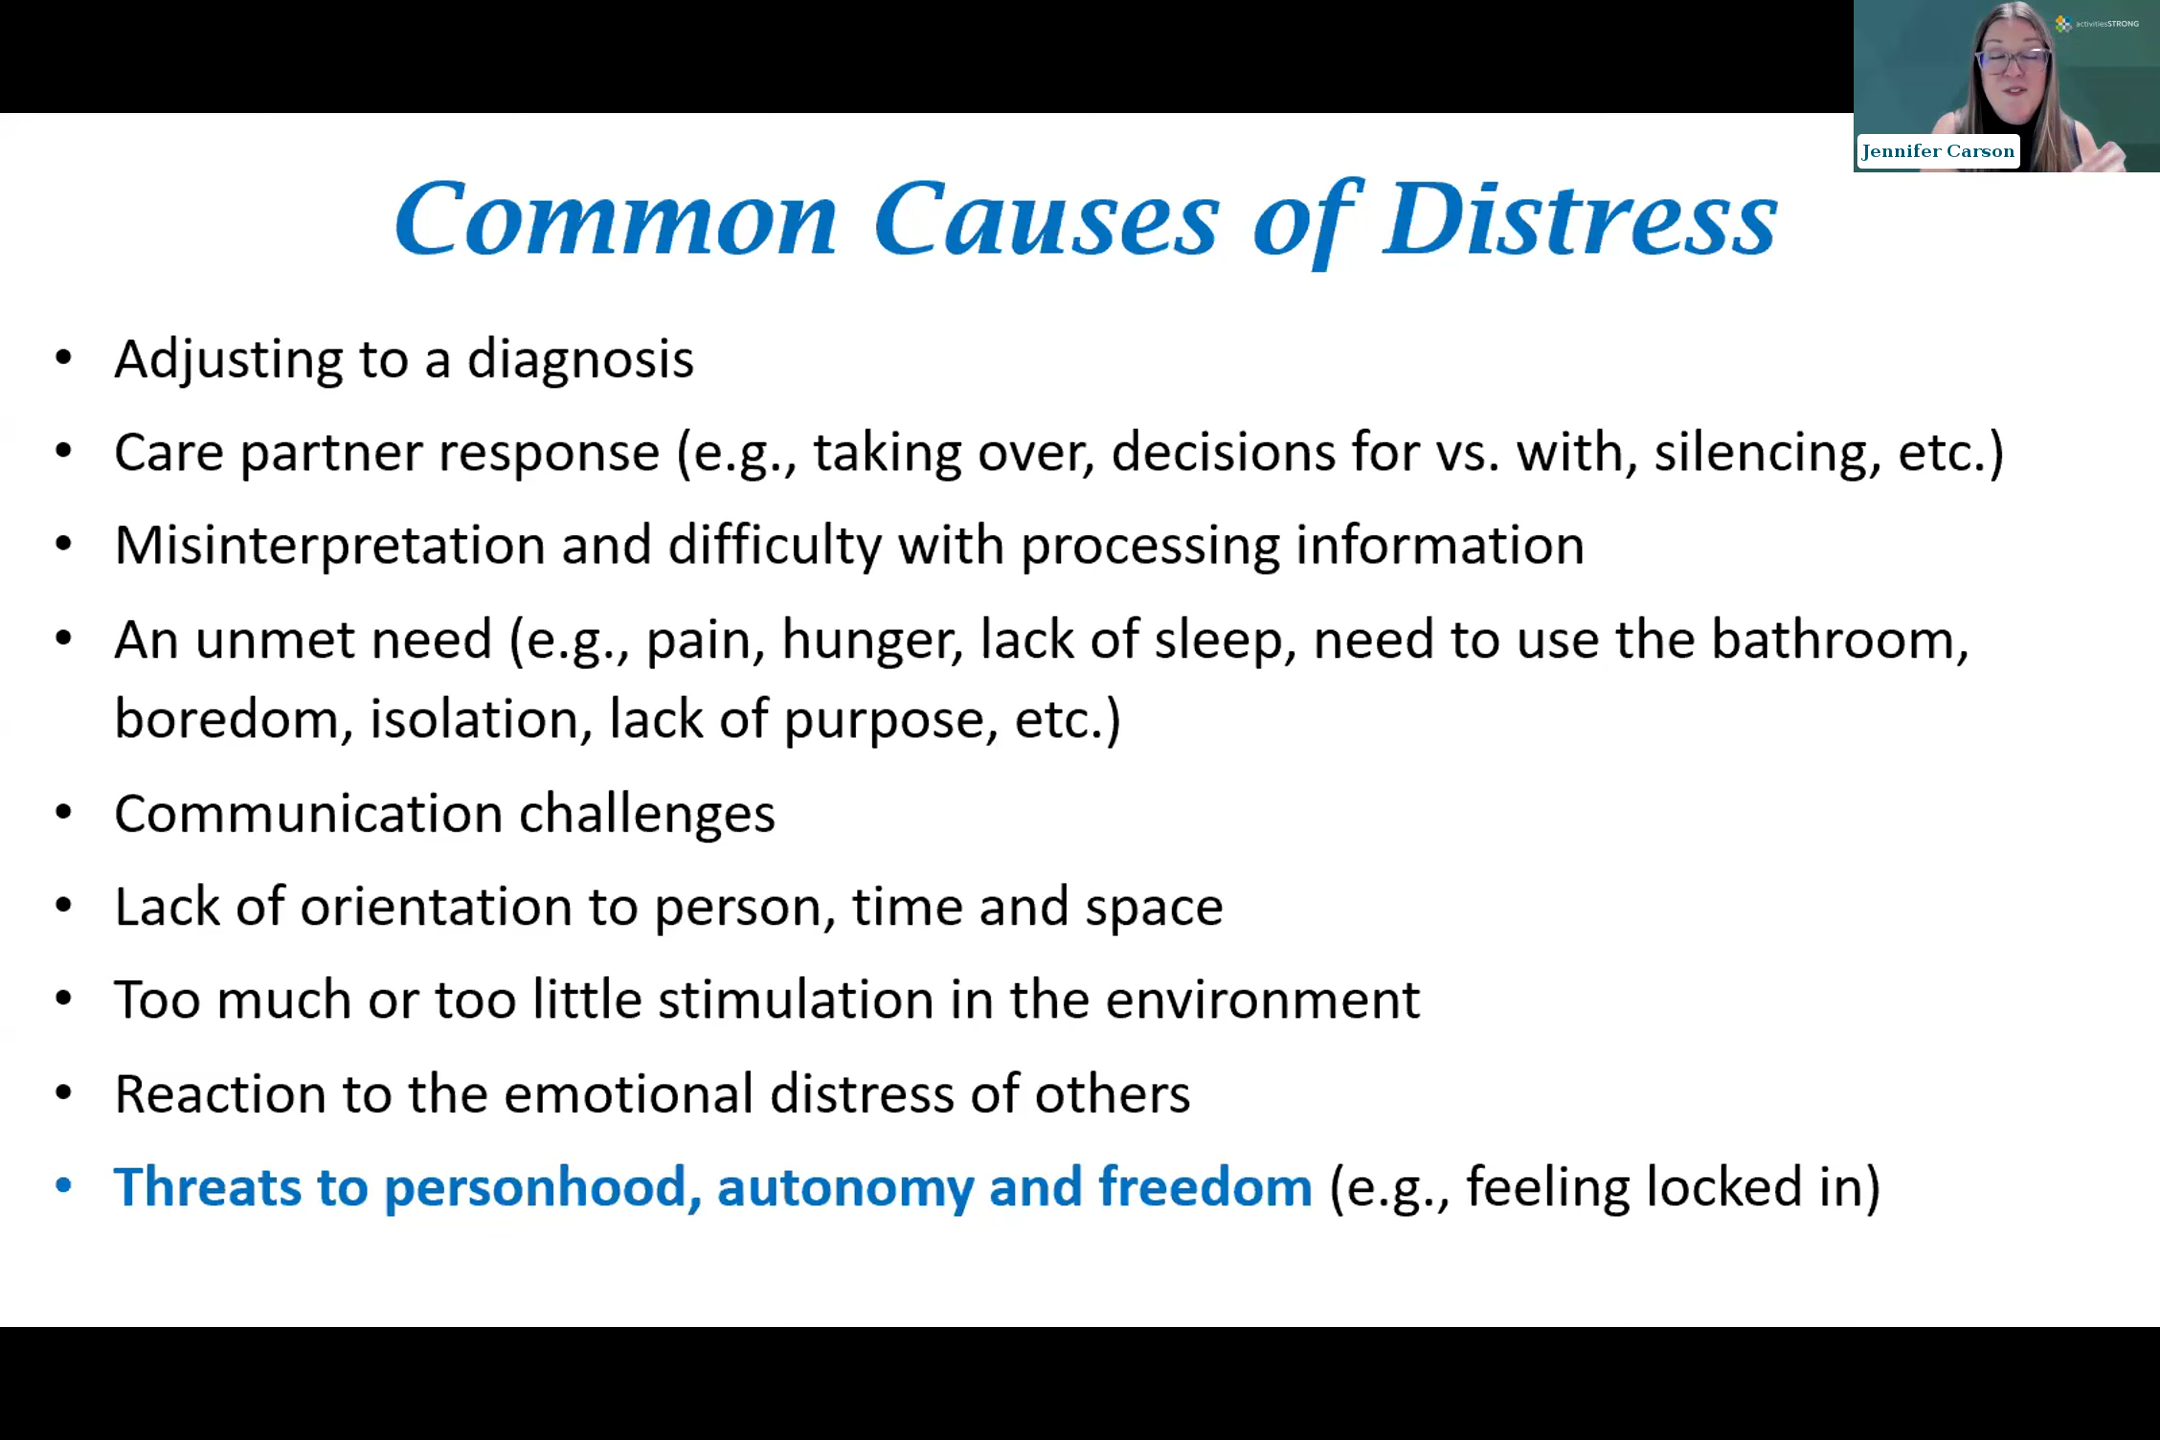 activitiesSTRONG
Jennifer Carson
Common Causes of Distress
• Adjusting to a diagnosis
• Care partner response (e.g., taking over, decisions for vs. with, silencing, etc.)
• Misinterpretation and difficulty with processing information
• An unmet need (e.g., pain, hunger, lack of sleep, need to use the bathroom,
boredom, isolation, lack of purpose, etc.)
• Communication challenges
• Lack of orientation to person, time and space
• Too much or too little stimulation in the environment
• Reaction to the emotional distress of others
• Threats to personhood, autonomy and freedom (e.g., feeling locked in)